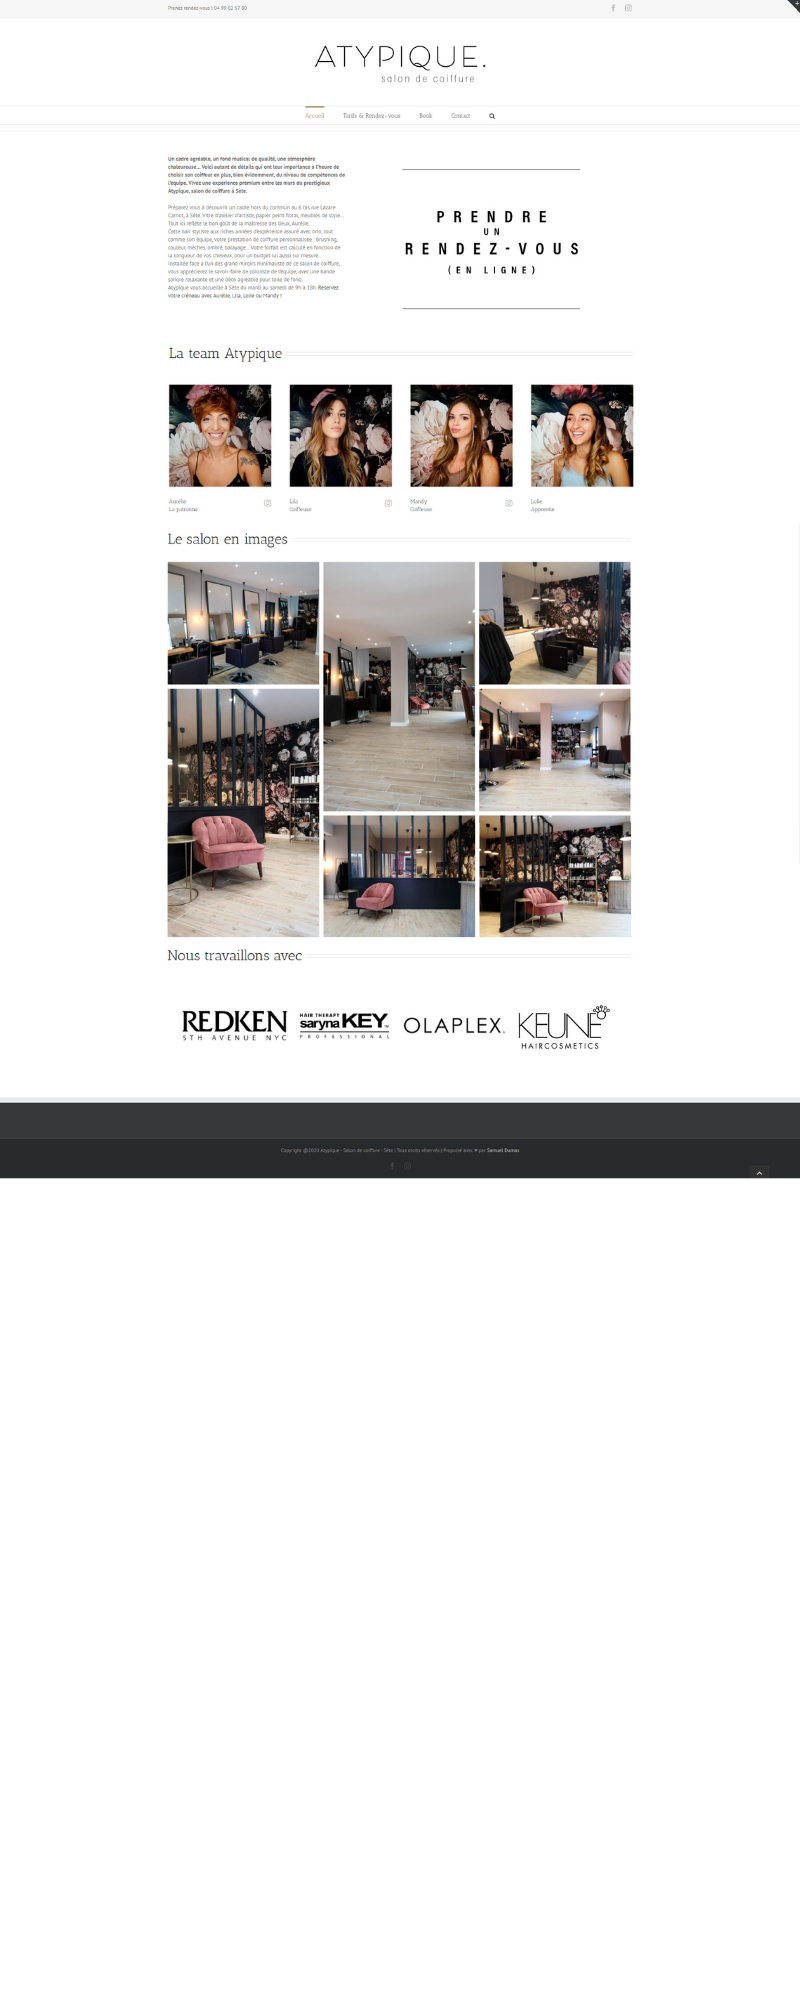 Prenez rendez-vous | 04 99 02 57 80
ATYPIQUE.
salon de coiffure
Accueil
Tarifs & Rendez-vous
Book
Contact
Un cadre agréable, un fond musical de qualité, une atmosphère
chaleureuse... Voici autant de détails qui ont leur importance à l'heure de
choisir son coiffeur en plus, bien évidemment, du niveau de compétences de
l'équipe. Vivez une expérience premium entre les murs du prestigieux
Atypique, salon de coiffure à Sète.
Préparez vous à découvrir un cadre hors du commun au 6 bis rue Lazare
Carnot, à Sète. Vitre d'atelier d'artiste, papier peint floral, meubles de style...
Tout ici reflète le bon goût de la maîtresse des lieux, Aurélie.
Cette hair styliste aux riches années d'expérience assure avec brio, tout
comme son équipe, votre prestation de coiffure personnalisée : brushing,
couleur, mèches, ombré, balayage... Votre forfait est calculé en fonction de
la longueur de vos cheveux, pour un budget lui aussi sur mesure.
Installée face à l'un des grand miroirs minimaliste de ce salon de coiffure,
vous apprécierez le savoir-faire de coloriste de l'équipe, avec une bande
sonore relaxante et une déco agréable pour toile de fond.
Atypique vous accueille à Sète du mardi au samedi de 9h à 18h. Réservez
votre créneau avec Aurélie, Lila, Lolie ou Mandy !
PRENDRE
UN
RENDEZ-VOUS
(EN LIGNE)
La team Atypique
Aurélie
La patronne
Lila
Coiffeuse
Mandy
Coiffeuse
Lolie
Apprentie
Le salon en images
Nous travaillons avec
REDKEN
5TH AVENUE NYC
HAIR THERAPY
saryna KEY™
PROFESSIONAL
OLAPLEX.
KEUNE
HAIRCOSMETICS
Copyright @2020 Atypique - Salon de coiffure - Sète | Tous droits réservés | Propulsé avec ♥ par Samuel Dumas